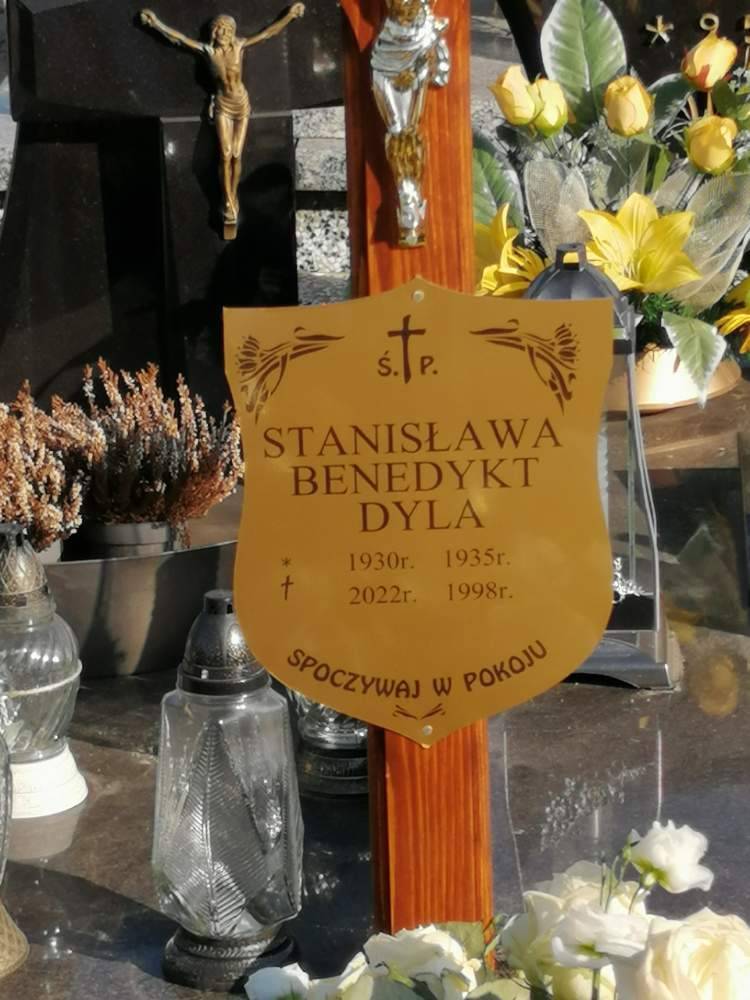 Ś. P.
STANISŁAWA
BENEDYKT
DYLA
* 1930r. 1935r.
† 2022r. 1998r.
SPOCZYWAJ W POKOJU